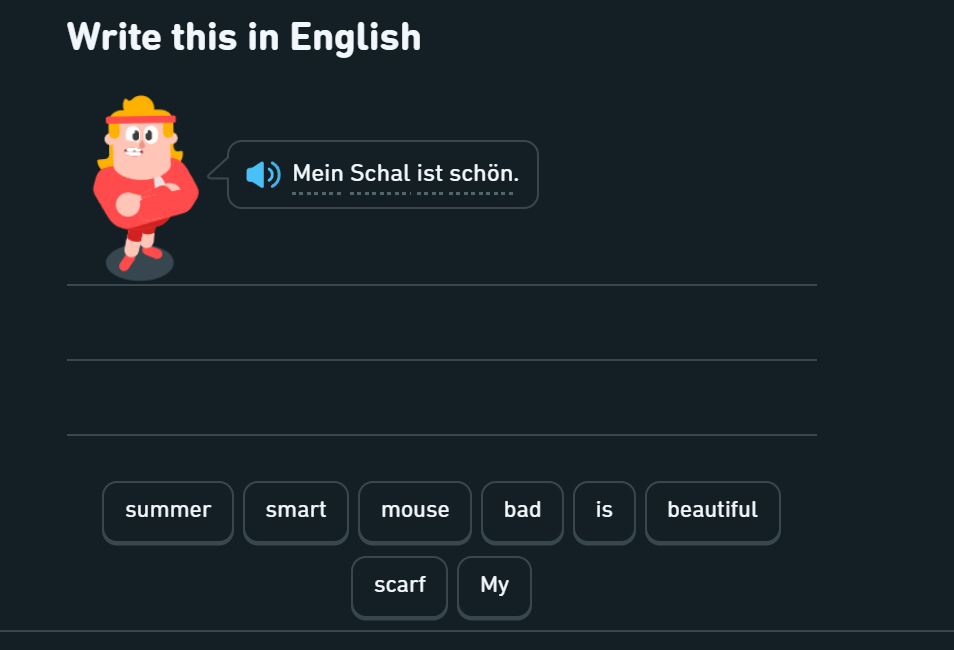 Write this in English
Mein Schal ist schön.
summer smart mouse bad is beautiful
scarf My